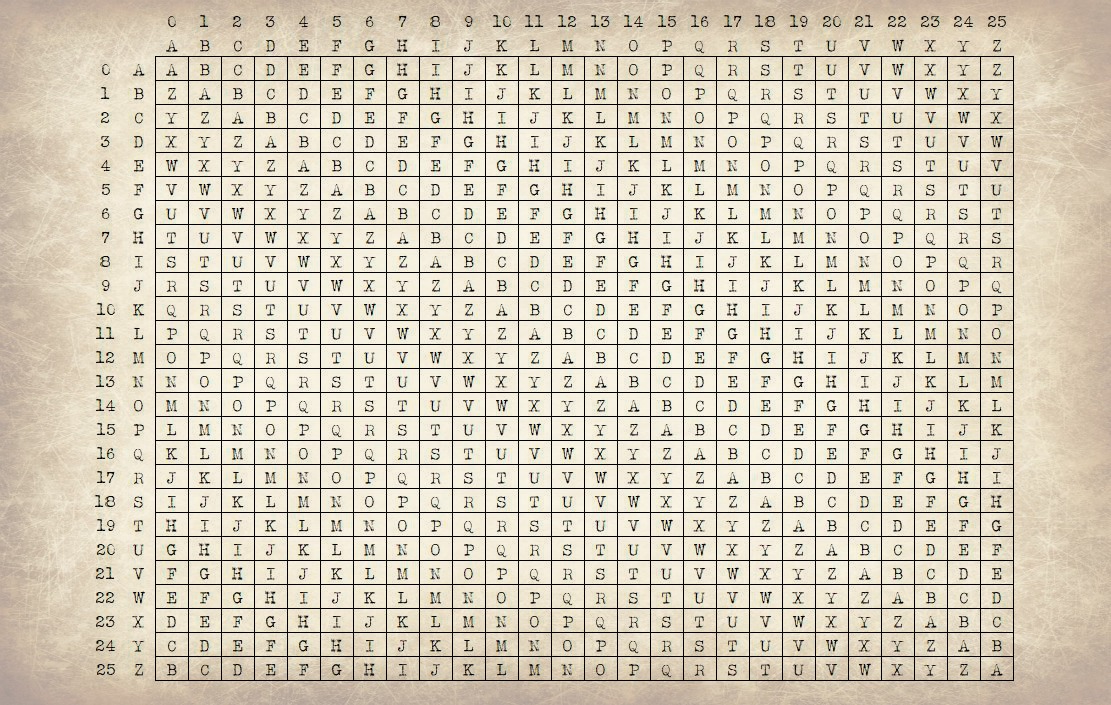 0 1 2 3 4 5 6 7 8 9 10 11 12 13 14 15 16 17 18 19 20 21 22 23 24 25
A B C D E F G H I J K L M N O P Q R S T U V W X Y Z
0 A A B C D E F G H I J K L M N O P Q R S T U V W X Y Z
1 B Z A B C D E F G H I J K L M N O P Q R S T U V W X Y
2 C Y Z A B C D E F G H I J K L M N O P Q R S T U V W X
3 D X Y Z A B C D E F G H I J K L M N O P Q R S T U V W
4 E W X Y Z A B C D E F G H I J K L M N O P Q R S T U V
5 F V W X Y Z A B C D E F G H I J K L M N O P Q R S T U
6 G U V W X Y Z A B C D E F G H I J K L M N O P Q R S T
7 H T U V W X Y Z A B C D E F G H I J K L M N O P Q R S
8 I S T U V W X Y Z A B C D E F G H I J K L M N O P Q R
9 J R S T U V W X Y Z A B C D E F G H I J K L M N O P Q
10 K Q R S T U V W X Y Z A B C D E F G H I J K L M N O P
11 L P Q R S T U V W X Y Z A B C D E F G H I J K L M N O
12 M O P Q R S T U V W X Y Z A B C D E F G H I J K L M N
13 N N O P Q R S T U V W X Y Z A B C D E F G H I J K L M
14 O M N O P Q R S T U V W X Y Z A B C D E F G H I J K L
15 P L M N O P Q R S T U V W X Y Z A B C D E F G H I J K
16 Q K L M N O P Q R S T U V W X Y Z A B C D E F G H I J
17 R J K L M N O P Q R S T U V W X Y Z A B C D E F G H I
18 S I J K L M N O P Q R S T U V W X Y Z A B C D E F G H
19 T H I J K L M N O P Q R S T U V W X Y Z A B C D E F G
20 U G H I J K L M N O P Q R S T U V W X Y Z A B C D E F
21 V F G H I J K L M N O P Q R S T U V W X Y Z A B C D E
22 W E F G H I J K L M N O P Q R S T U V W X Y Z A B C D
23 X D E F G H I J K L M N O P Q R S T U V W X Y Z A B C
24 Y C D E F G H I J K L M N O P Q R S T U V W X Y Z A B
25 Z B C D E F G H I J K L M N O P Q R S T U V W X Y Z A